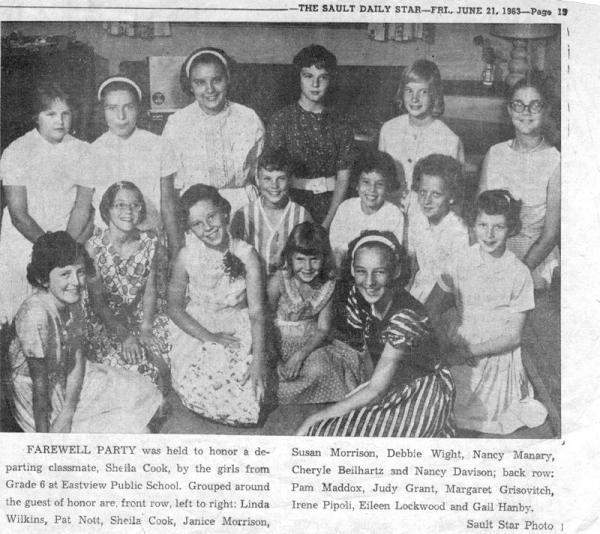 —THE SAULT DAILY STAR—FRI., JUNE 21, 1963—Page 19
FAREWELL PARTY was held to honor a de-
parting classmate, Sheila Cook, by the girls from
Grade 6 at Eastview Public School. Grouped around
the guest of honor are, front row, left to right: Linda
Wilkins, Pat Nott, Sheila Cook, Janice Morrison,
Susan Morrison, Debbie Wight, Nancy Manary,
Cheryle Beilhartz and Nancy Davison; back row:
Pam Maddox, Judy Grant, Margaret Grisovitch,
Irene Pipoli, Eileen Lockwood and Gail Hanby.
Sault Star Photo